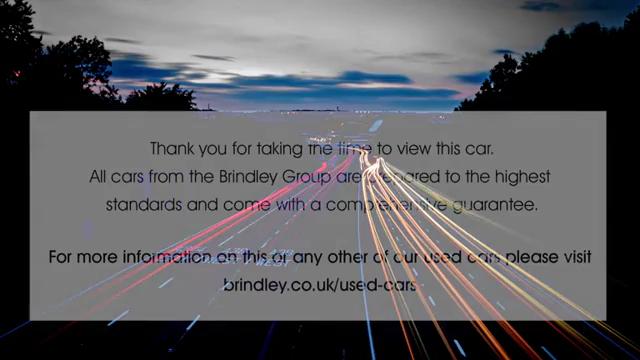 Thank you for taking the time to view this car.
All cars from the Brindley Group are prepared to the highest
standards and come with a comprehensive guarantee.
For more information on this or any other of our used cars please visit
brindley.co.uk/used-cars